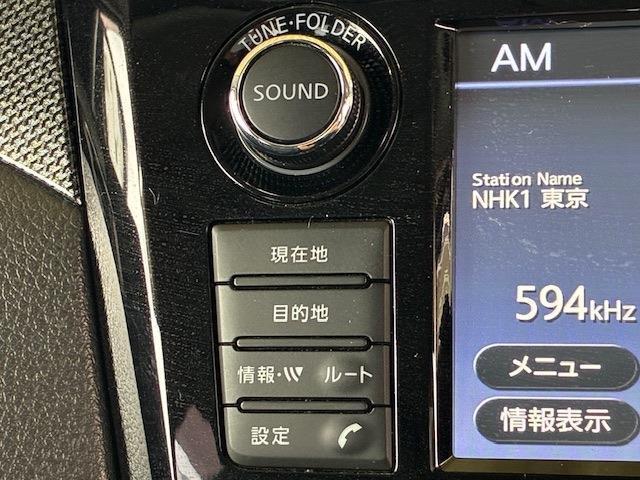 TUNE·FOLDER
SOUND
現在地
目的地
情報· ルート
設定
AM
Station Name
NHK1 東京
594kHz
メニュー
情報表示